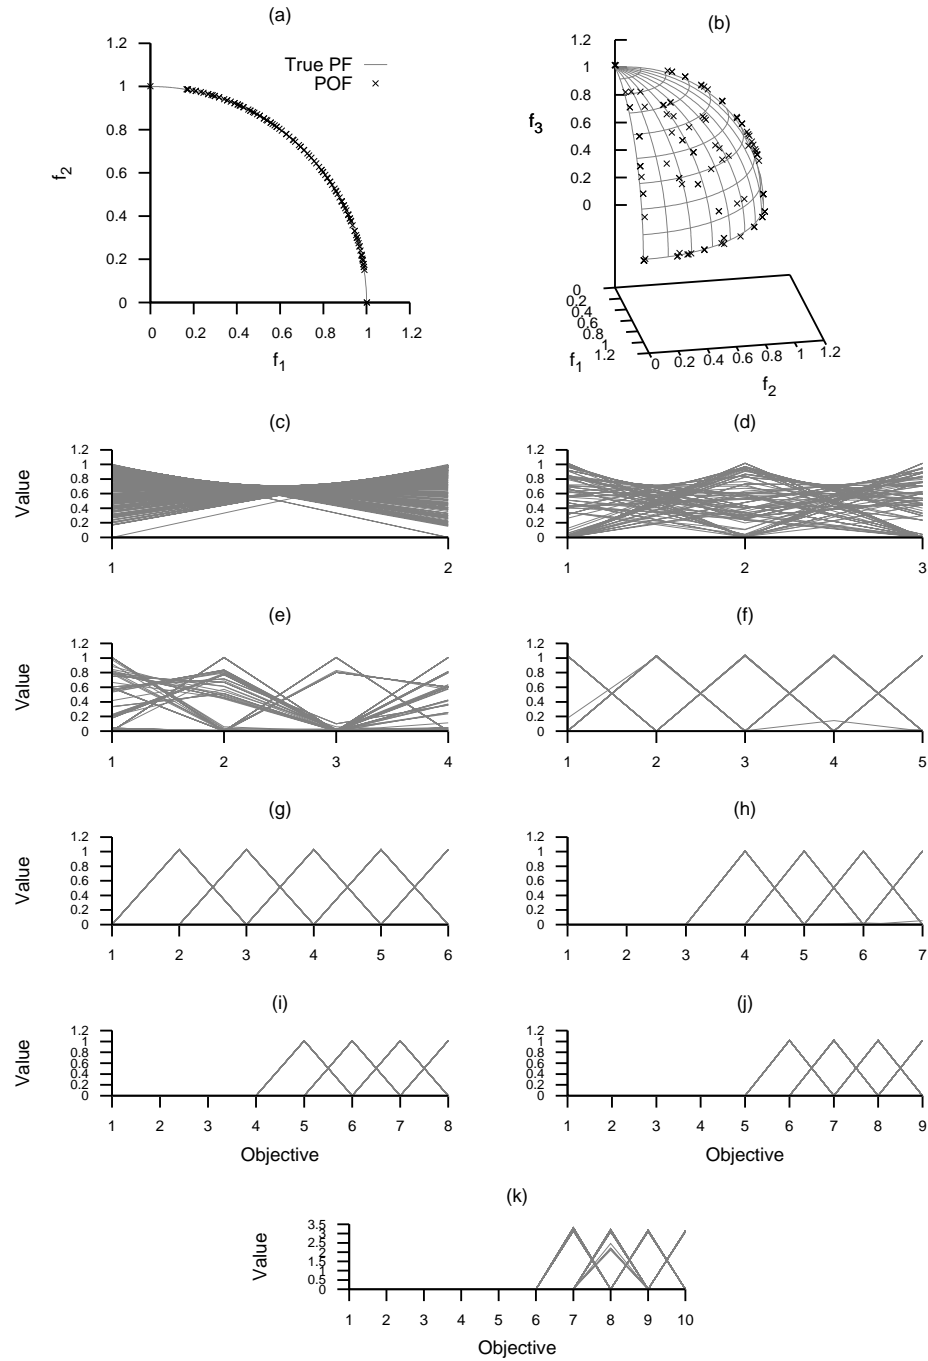 (a)
1.2
1
0.8
0.6
0.4
0.2
0
f2
True PF
POF
0 0.2 0.4 0.6 0.8 1 1.2
f1
(b)
1.2
1
0.8
0.6
0.4
0.2
0
f3
0
0.2
0.4
0.6
0.8
1
1.2
f1
0 0.2 0.4 0.6 0.8 1 1.2
f2
(c)
Value
1.2
1
0.8
0.6
0.4
0.2
0
1 2
(d)
1.2
1
0.8
0.6
0.4
0.2
0
1 2 3
(e)
Value
1.2
1
0.8
0.6
0.4
0.2
0
1 2 3 4
(f)
1.2
1
0.8
0.6
0.4
0.2
0
1 2 3 4 5
(g)
Value
1.2
1
0.8
0.6
0.4
0.2
0
1 2 3 4 5 6
(h)
1.2
1
0.8
0.6
0.4
0.2
0
1 2 3 4 5 6 7
(i)
Value
1.2
1
0.8
0.6
0.4
0.2
0
1 2 3 4 5 6 7 8
Objective
(j)
1.2
1
0.8
0.6
0.4
0.2
0
1 2 3 4 5 6 7 8 9
Objective
(k)
Value
3.5
3
2.5
2
1.5
1
0.5
0
1 2 3 4 5 6 7 8 9 10
Objective